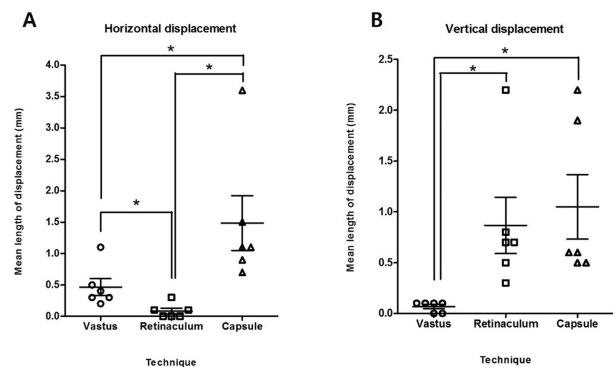 A
Horizontal displacement
*
*
*
Mean length of displacement (mm)
4.0
3.5
3.0
2.5
2.0
1.5
1.0
0.5
0.0
Vastus Retinaculum Capsule
Technique
B
Vertical displacement
*
*
Mean length of displacement (mm)
2.5
2.0
1.5
1.0
0.5
0.0
Vastus Retinaculum Capsule
Technique